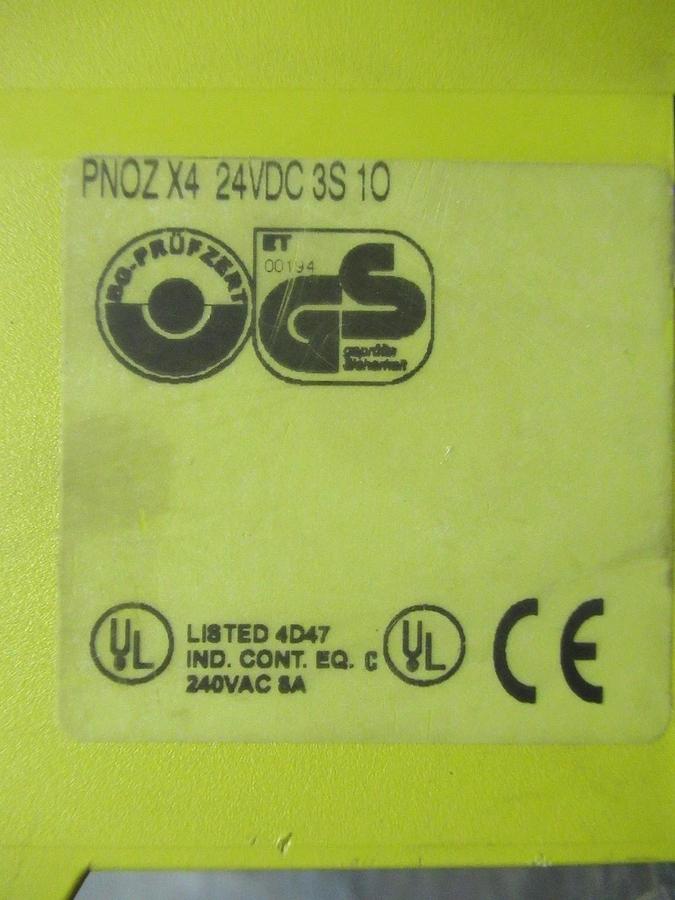 PNOZ X4 24VDC 3S 1O
BG-PRÜFZERT
ET
00194
GS
geprüfte
Sicherheit
UL
LISTED 4D47
IND. CONT. EQ.
240VAC 8A
C UL
CE